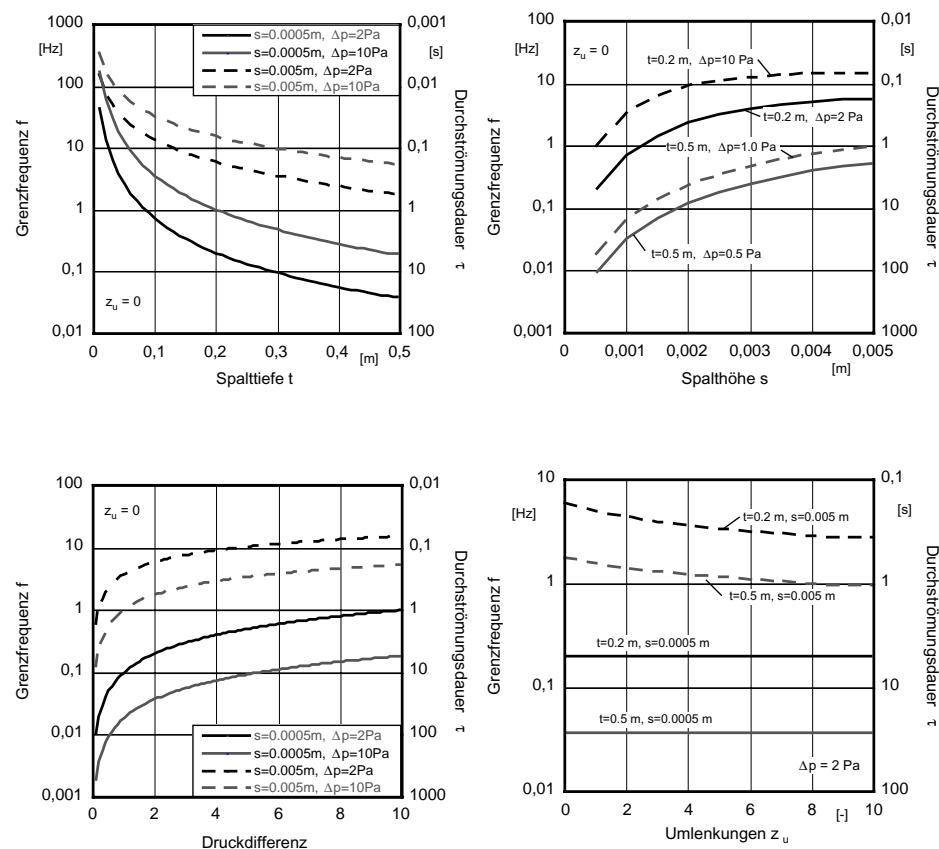 1000
[Hz]
100
10
1
0,1
0,01
Grenzfrequenz f
s=0.0005m, Δp=2Pa
s=0.0005m, Δp=10Pa
s=0.005m, Δp=2Pa
s=0.005m, Δp=10Pa
z_u = 0
0,001
[s]
0,01
0,1
1
10
100
Durchströmungsdauer τ
0
0,1
0,2
0,3
0,4
[m]
0,5
Spalttiefe t
100
[Hz]
10
1
0,1
0,01
0,001
Grenzfrequenz f
z_u = 0
t=0.2 m, Δp=10 Pa
t=0.2 m, Δp=2 Pa
t=0.5 m, Δp=1.0 Pa
t=0.5 m, Δp=0.5 Pa
0,01
[s]
0,1
1
10
100
1000
Durchströmungsdauer τ
0
0,001
0,002
0,003
0,004
0,005
[m]
Spalthöhe s
100
10
1
0,1
0,01
0,001
Grenzfrequenz f
z_u = 0
s=0.0005m, Δp=2Pa
s=0.0005m, Δp=10Pa
s=0.005m, Δp=2Pa
s=0.005m, Δp=10Pa
0,01
0,1
1
10
100
1000
Durchströmungsdauer τ
0
2
4
6
8
10
Druckdifferenz
10
[Hz]
1
0,1
0,01
Grenzfrequenz f
t=0.2 m, s=0.005 m
t=0.5 m, s=0.005 m
t=0.2 m, s=0.0005 m
t=0.5 m, s=0.0005 m
Δp = 2 Pa
0,1
[s]
1
10
100
Durchströmungsdauer τ
0
2
4
6
8
[-]
10
Umlenkungen z_u